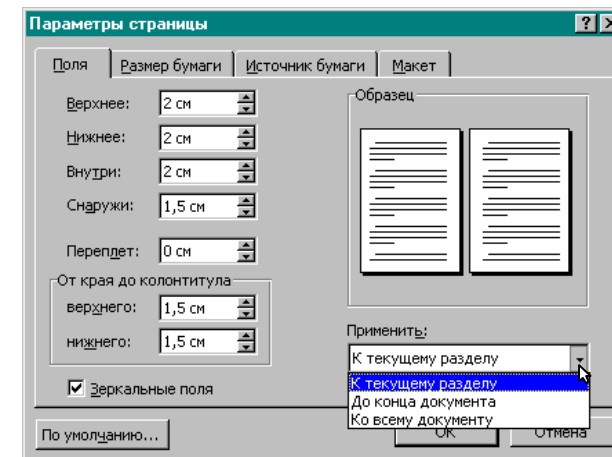 Параметры страницы
Поля Размер бумаги Источник бумаги Макет
Верхнее: 2 см
Нижнее: 2 см
Внутри: 2 см
Снаружи: 1,5 см
Переплет: 0 см
От края до колонтитула
верхнего: 1,5 см
нижнего: 1,5 см
Зеркальные поля
Образец
Применить:
К текущему разделу
К текущему разделу
До конца документа
Ко всему документу
По умолчанию...
ОК
Отмена